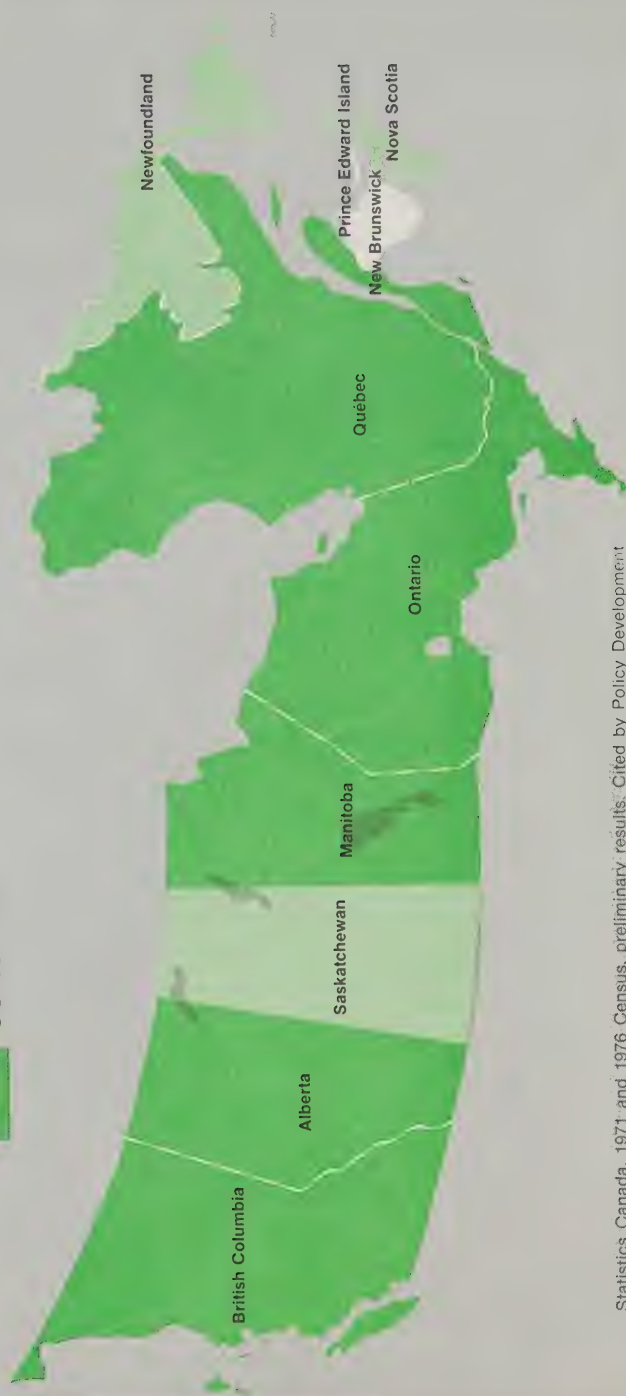 Newfoundland
Prince Edward Island
New Brunswick
Nova Scotia
Québec
Ontario
Manitoba
Saskatchewan
Alberta
British Columbia
Statistics Canada, 1971 and 1976 Census, preliminary results. Cited by Policy Development